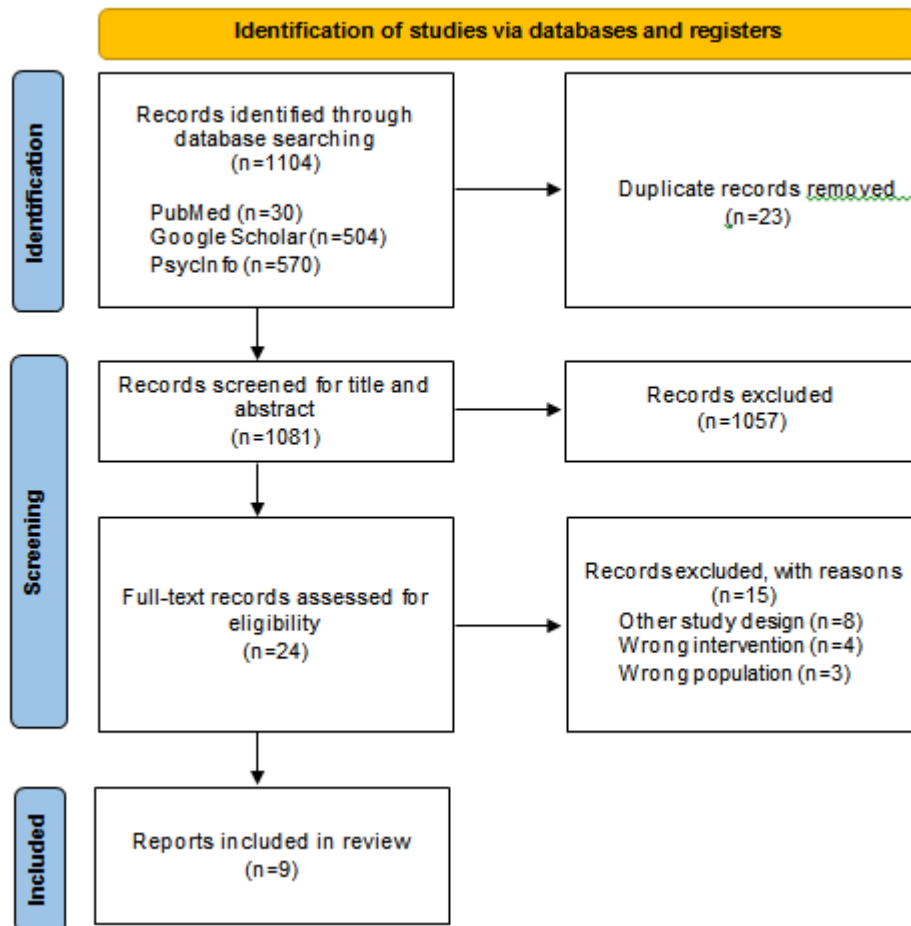 Identification of studies via databases and registers
Identification
Records identified through
database searching
(n=1104)
PubMed (n=30)
Google Scholar (n=504)
PsycInfo (n=570)
Duplicate records removed
(n=23)
Screening
Records screened for title and
abstract
(n=1081)
Records excluded
(n=1057)
Full-text records assessed for
eligibility
(n=24)
Records excluded, with reasons
(n=15)
Other study design (n=8)
Wrong intervention (n=4)
Wrong population (n=3)
Included
Reports included in review
(n=9)